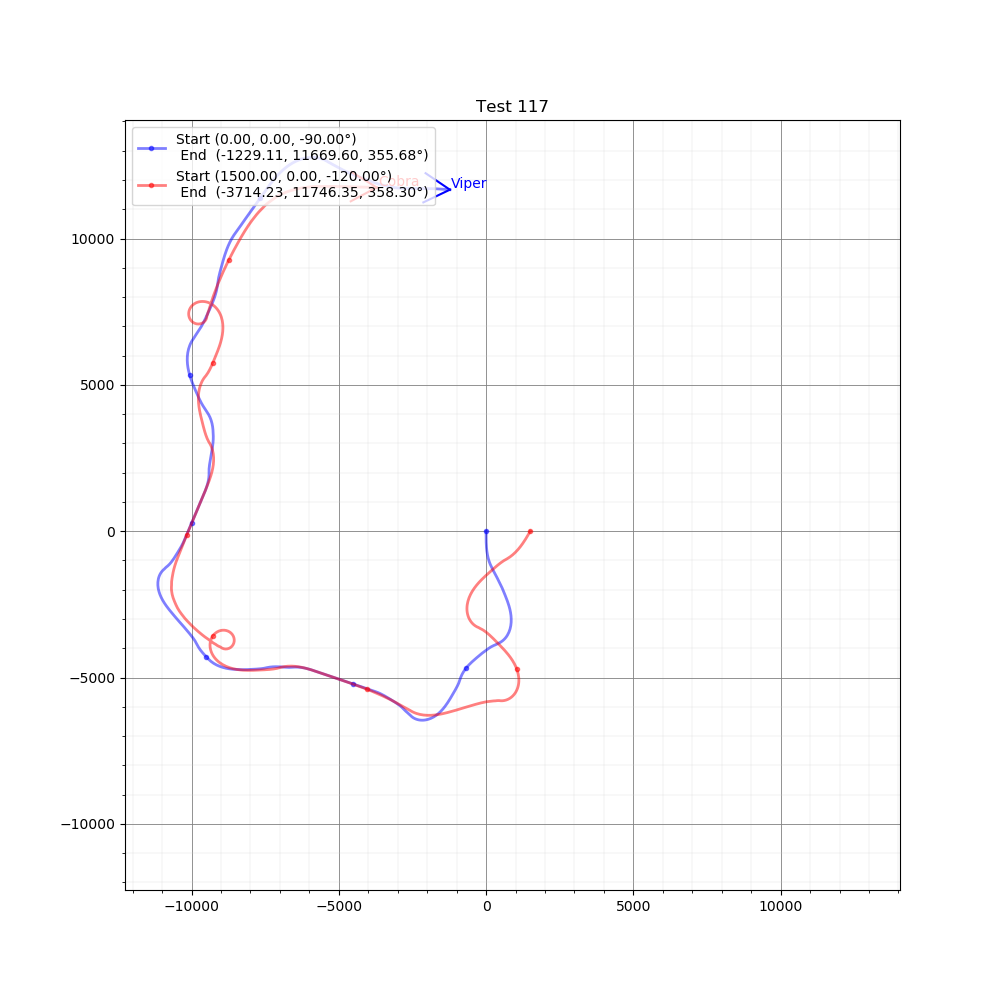 Test 117
Start (0.00, 0.00, -90.00°)
End (-1229.11, 11669.60, 355.68°)
Start (1500.00, 0.00, -120.00°)
End (-3714.23, 11746.35, 358.30°)
Cobra
Viper
10000
5000
0
−5000
−10000
−10000
−5000
0
5000
10000